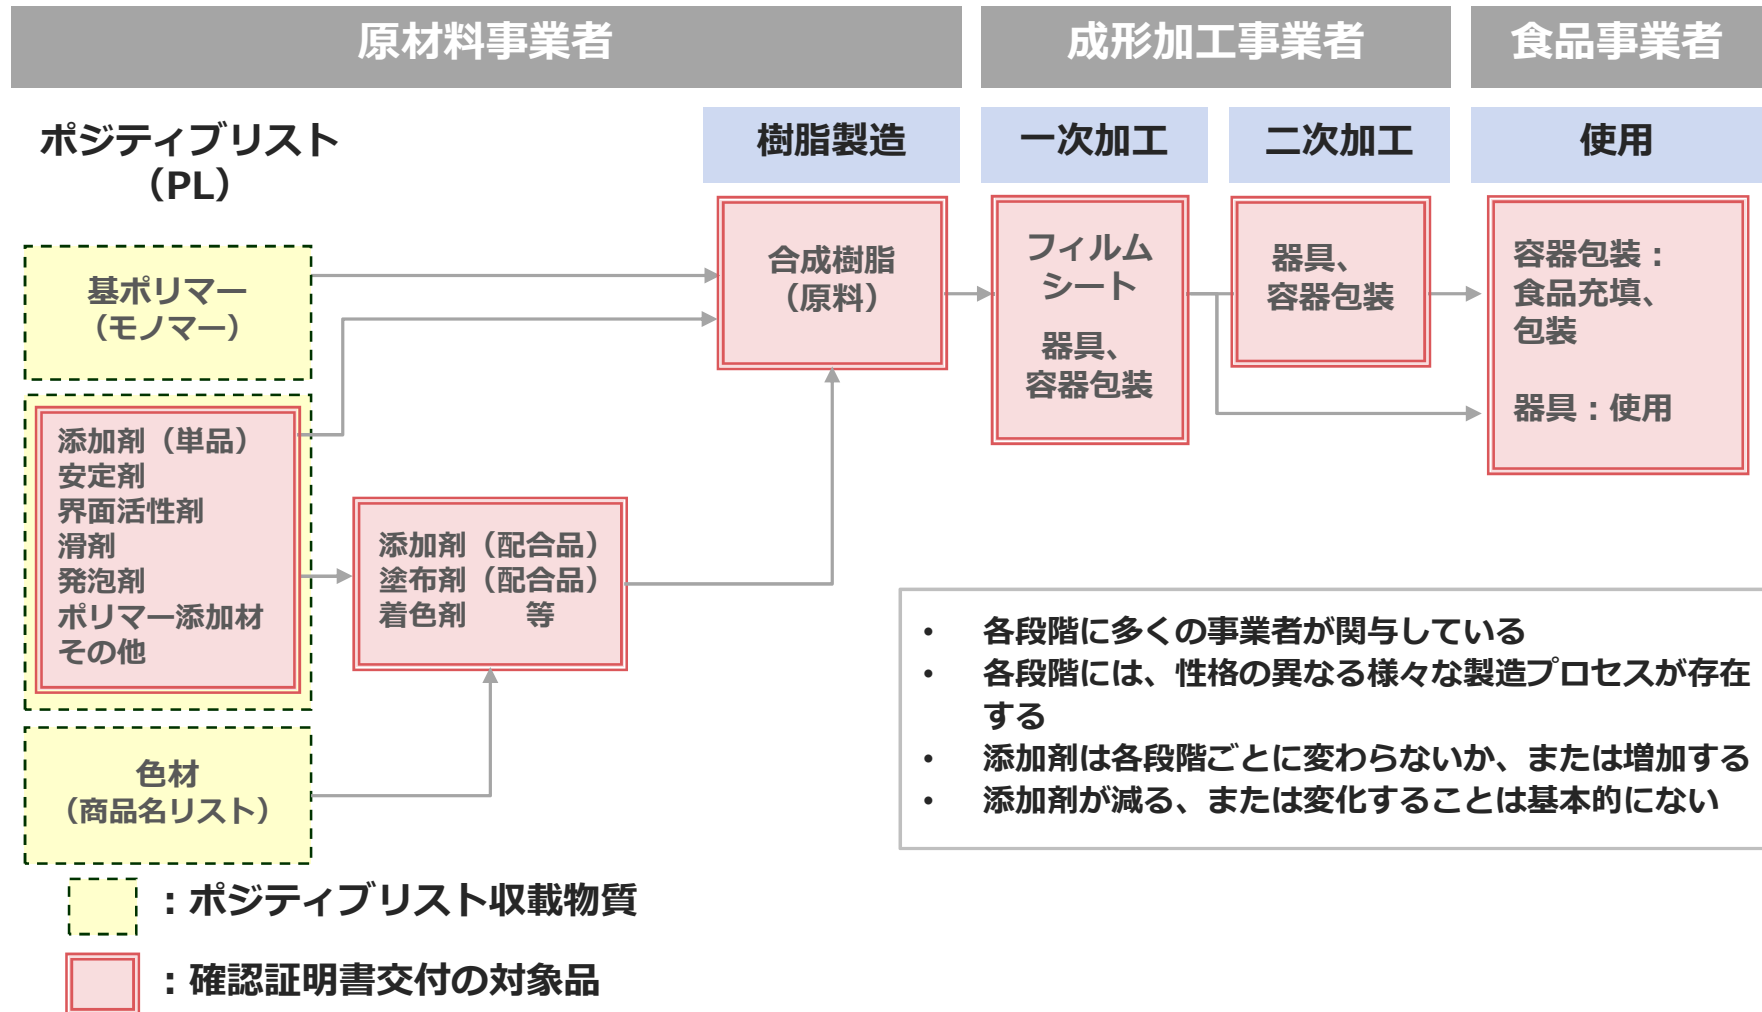 原材料事業者
成形加工事業者
食品事業者
ポジティブリスト
（PL）
樹脂製造
一次加工
二次加工
使用
基ポリマー
（モノマー）
合成樹脂
（原料）
フィルム
シート
器具、
容器包装
器具、
容器包装
容器包装：
食品充填、
包装
器具：使用
添加剤（単品）
安定剤
界面活性剤
滑剤
発泡剤
ポリマー添加材
その他
添加剤（配合品）
塗布剤（配合品）
着色剤　　等
色材
（商品名リスト）
・ 各段階に多くの事業者が関与している
・ 各段階には、性格の異なる様々な製造プロセスが存在
する
・ 添加剤は各段階ごとに変わらないか、または増加する
・ 添加剤が減る、または変化することは基本的にない
：ポジティブリスト収載物質
：確認証明書交付の対象品